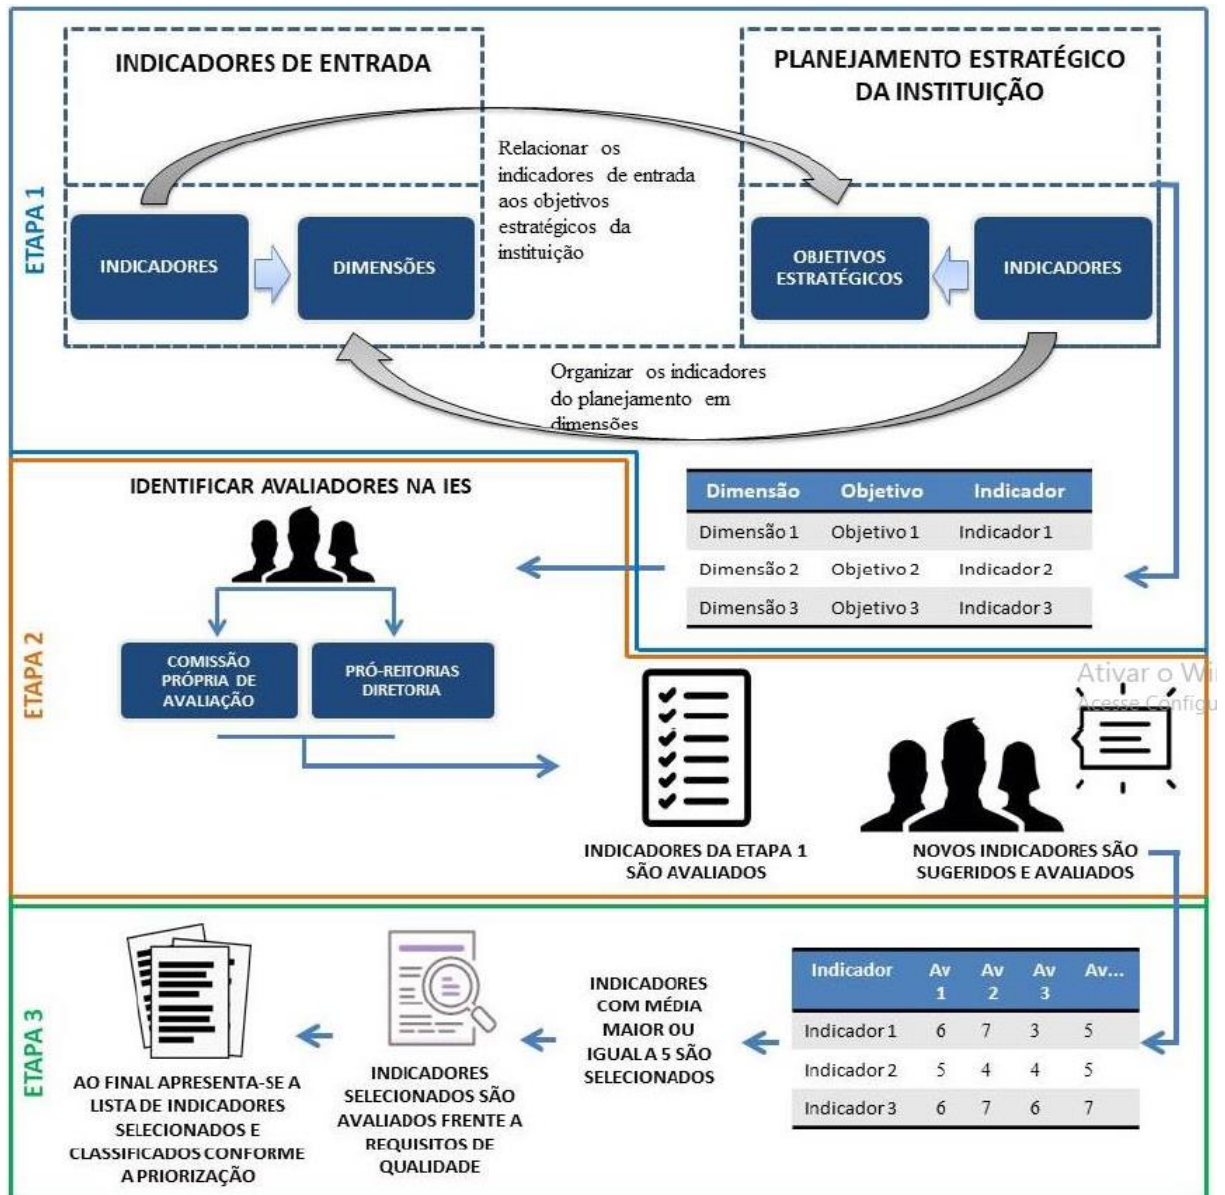 INDICADORES DE ENTRADA
PLANEJAMENTO ESTRATÉGICO
DA INSTITUIÇÃO
ETAPA 1
Relacionar os
indicadores de entrada
aos objetivos
estratégicos da
instituição
INDICADORES
DIMENSÕES
OBJETIVOS
ESTRATÉGICOS
INDICADORES
Organizar os indicadores
do planejamento em
dimensões
Dimensão Objetivo Indicador
Dimensão 1 Objetivo 1 Indicador 1
Dimensão 2 Objetivo 2 Indicador 2
Dimensão 3 Objetivo 3 Indicador 3
ETAPA 2
IDENTIFICAR AVALIADORES NA IES
COMISSÃO
PRÓPRIA DE
AVALIAÇÃO
PRÓ-REITORIAS
DIRETORIA
INDICADORES DA ETAPA 1
SÃO AVALIADOS
Ativar o Wi
Acesse Configu
NOVOS INDICADORES SÃO
SUGERIDOS E AVALIADOS
ETAPA 3
Indicador Av 1 Av 2 Av 3 Av...
Indicador 1 6 7 3 5
Indicador 2 5 4 4 5
Indicador 3 6 7 6 7
INDICADORES
COM MÉDIA
MAIOR OU
IGUAL A 5 SÃO
SELECIONADOS
INDICADORES
SELECIONADOS SÃO
AVALIADOS FRENTE A
REQUISITOS DE
QUALIDADE
AO FINAL APRESENTA-SE A
LISTA DE INDICADORES
SELECIONADOS E
CLASSIFICADOS CONFORME
A PRIORIZAÇÃO